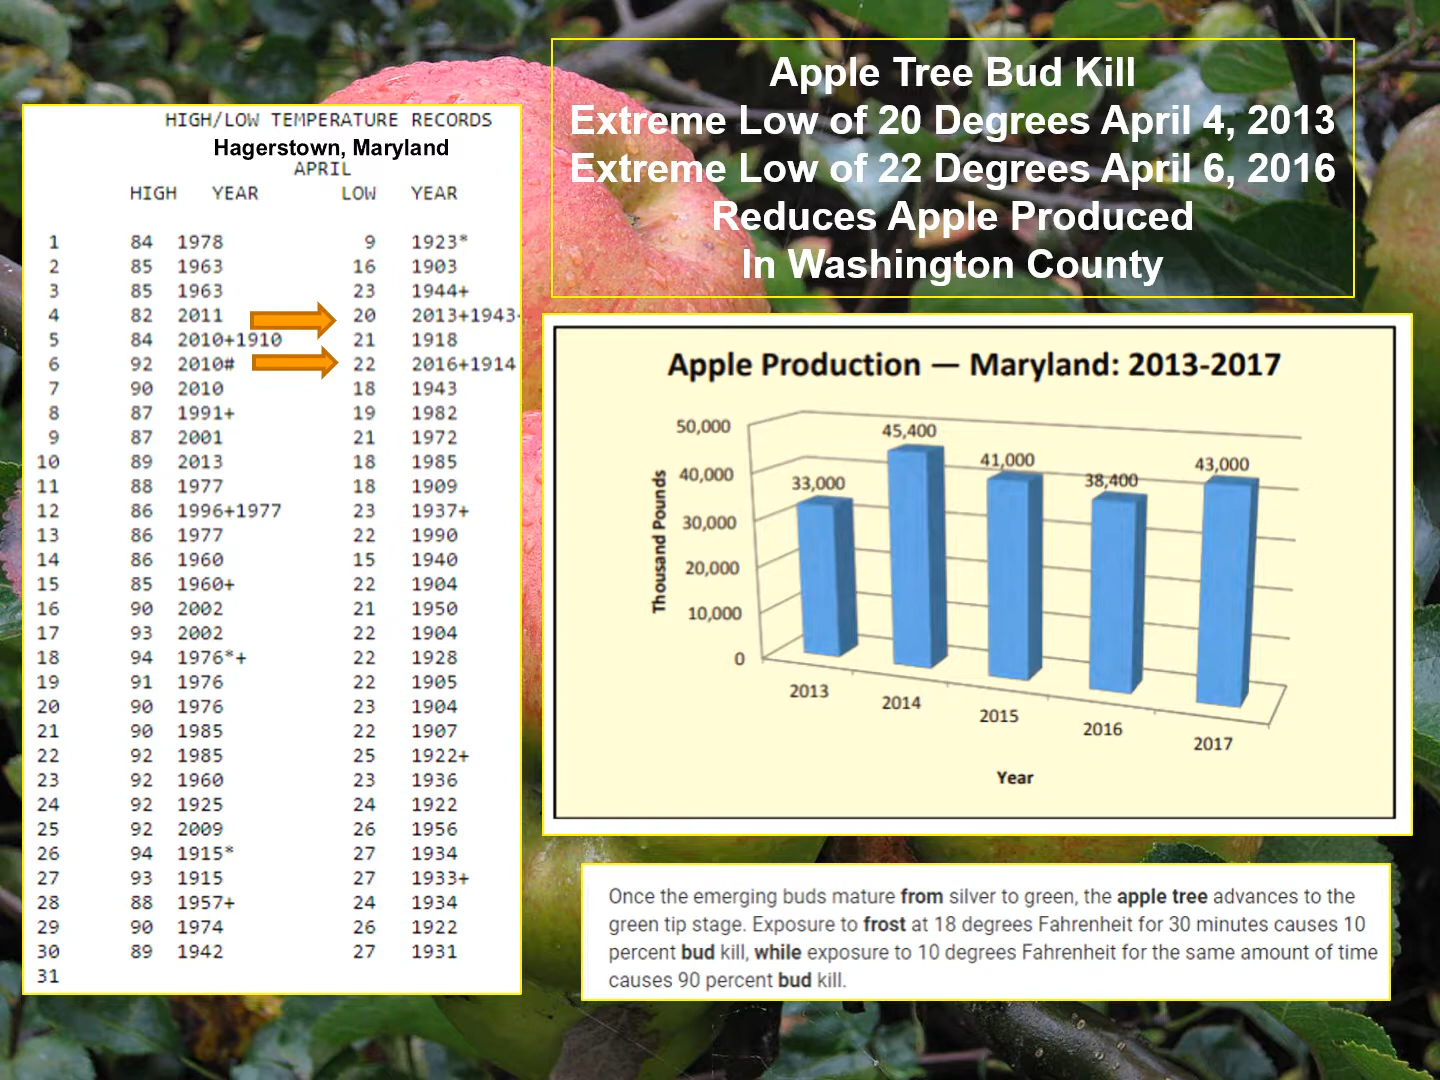 Apple Tree Bud Kill
Extreme Low of 20 Degrees April 4, 2013
Extreme Low of 22 Degrees April 6, 2016
Reduces Apple Produced
In Washington County
HIGH/LOW TEMPERATURE RECORDS
Hagerstown, Maryland
APRIL
HIGH YEAR LOW YEAR
1 84 1978 9 1923*
2 85 1963 16 1903
3 85 1963 23 1944+
4 82 2011 20 2013+1943
5 84 2010+1910 21 1918
6 92 2010# 22 2016+1914
7 90 2010 18 1943
8 87 1991+ 19 1982
9 87 2001 21 1972
10 89 2013 18 1985
11 88 1977 18 1909
12 86 1996+1977 23 1937+
13 86 1977 22 1990
14 86 1960 15 1940
15 85 1960+ 22 1904
16 90 2002 21 1950
17 93 2002 22 1904
18 94 1976*+ 22 1928
19 91 1976 22 1905
20 90 1976 23 1904
21 90 1985 22 1907
22 92 1985 25 1922+
23 92 1960 23 1936
24 92 1925 24 1922
25 92 2009 26 1956
26 94 1915* 27 1934
27 93 1915 27 1933+
28 88 1957+ 24 1934
29 90 1974 26 1922
30 89 1942 27 1931
31
Apple Production — Maryland: 2013-2017
Thousand Pounds
50,000
40,000
30,000
20,000
10,000
0
33,000
45,400
41,000
38,400
43,000
2013
2014
2015
2016
2017
Year
Once the emerging buds mature from silver to green, the apple tree advances to the
green tip stage. Exposure to frost at 18 degrees Fahrenheit for 30 minutes causes 10
percent bud kill, while exposure to 10 degrees Fahrenheit for the same amount of time
causes 90 percent bud kill.